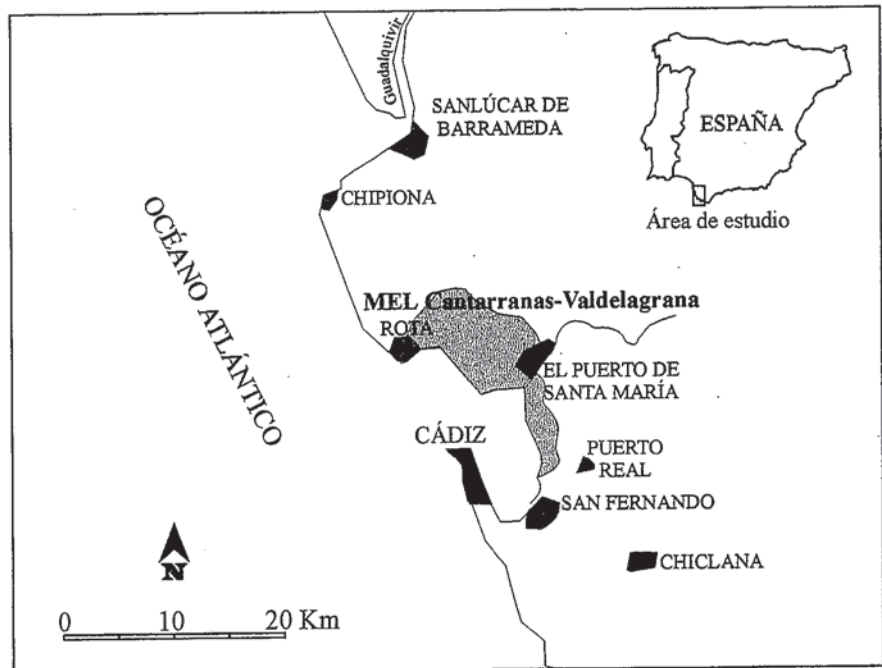 Guadalquivir
SANLÚCAR DE
BARRAMEDA
ESPAÑA
CHIPIONA
Área de estudio
OCÉANO ATLÁNTICO
MEL Cantarranas-Valdelagrana
ROTA
EL PUERTO DE
SANTA MARÍA
CÁDIZ
PUERTO
REAL
SAN FERNANDO
CHICLANA
N
0 10 20 Km